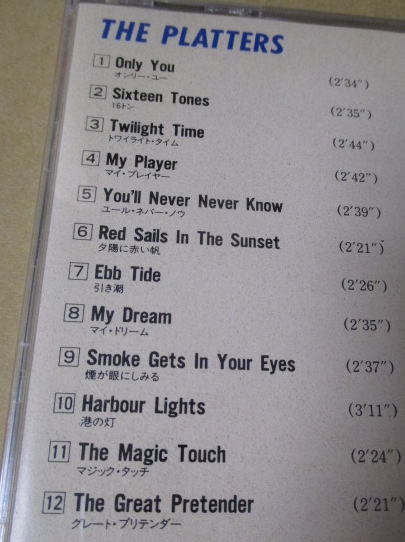 THE PLATTERS
1 Only You (2'34")
オンリー・ユー
2 Sixteen Tones (2'35")
16トン
3 Twilight Time (2'44")
トワイライト・タイム
4 My Player (2'42")
マイ・プレイヤー
5 You'll Never Never Know (2'39")
ユール・ネバー・ノウ
6 Red Sails In The Sunset (2'21")
夕陽に赤い帆
7 Ebb Tide (2'26")
引き潮
8 My Dream (2'35")
マイ・ドリーム
9 Smoke Gets In Your Eyes (2'37")
煙が眼にしみる
10 Harbour Lights (3'11")
港の灯
11 The Magic Touch (2'24")
マジック・タッチ
12 The Great Pretender (2'21")
グレート・プリテンダー